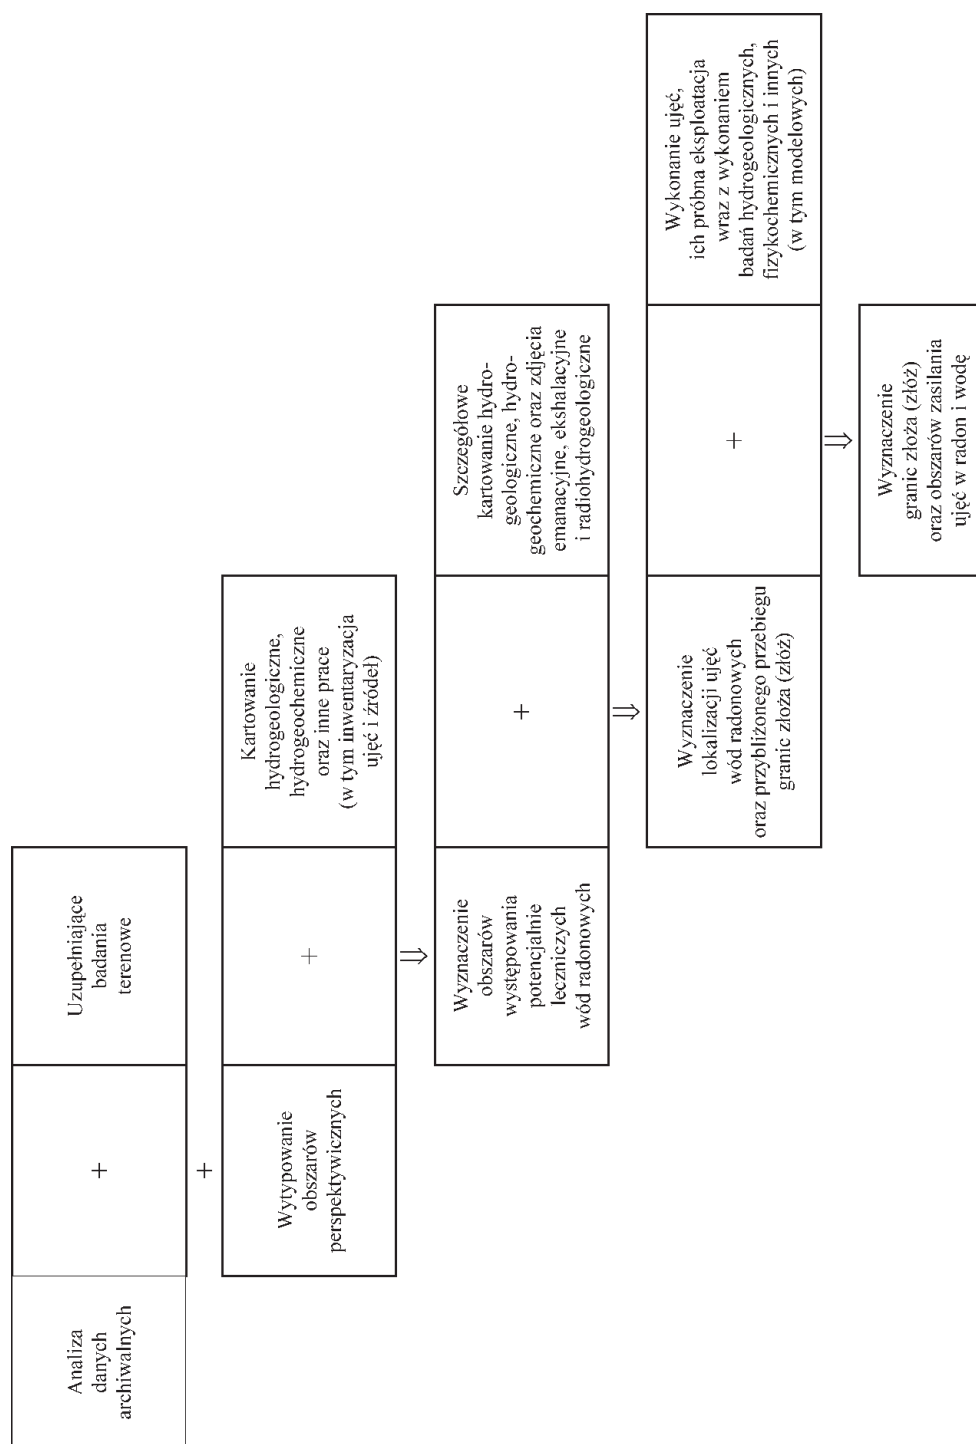 Analiza
danych
archiwalnych
+
Uzupełniające
badania
terenowe
+
Wytypowanie
obszarów
perspektywicznych
+
Kartowanie
hydrogeologiczne,
hydrogeochemiczne
oraz inne prace
(w tym inwentaryzacja
ujęć i źródeł)
⇓
Wyznaczenie
obszarów
występowania
potencjalnie
leczniczych
wód radonowych
+
Szczegółowe
kartowanie hydro-
geologiczne, hydro-
geochemiczne oraz zdjęcia
emanacyjne, ekshalacyjne
i radiohydrogeologiczne
⇓
Wyznaczenie
lokalizacji ujęć
wód radonowych
oraz przybliżonego przebiegu
granic złoża (złóż)
+
Wykonanie ujęć,
ich próbna eksploatacja
wraz z wykonaniem
badań hydrogeologicznych,
fizykochemicznych i innych
(w tym modelowych)
⇓
Wyznaczenie
granic złoża (złóż)
oraz obszarów zasilania
ujęć w radon i wodę